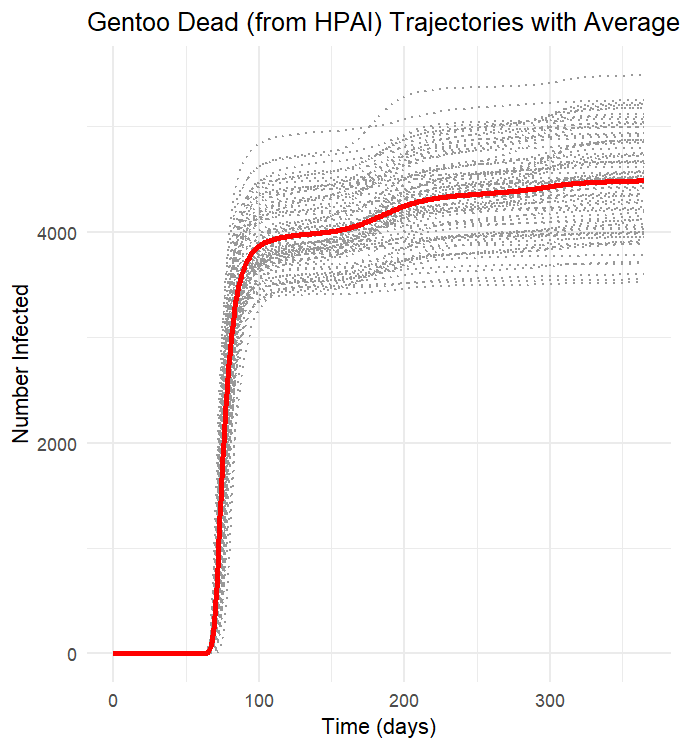 Gentoo Dead (from HPAI) Trajectories with Average
Number Infected
4000
2000
0
0 100 200 300
Time (days)